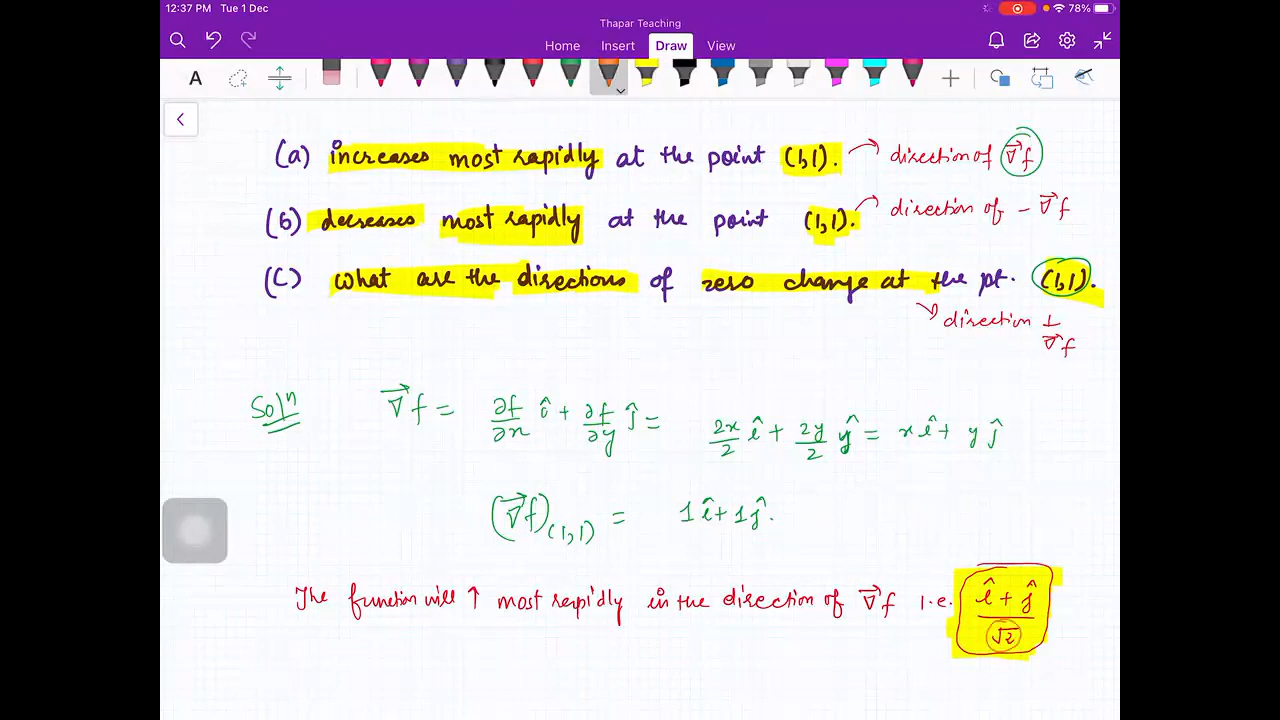 12:37 PM Tue 1 Dec
78%
Thapar Teaching
Home Insert Draw View
A
(a) increases most rapidly at the point (1,1). → direction of ∇⃗f
(b) decreases most rapidly at the point (1,1). → direction of - ∇⃗f
(C) What are the directions of zero change at the pt. (1,1).
→ direction ⊥
∇⃗f
Solⁿ ∇⃗f = ∂f/∂x î + ∂f/∂y ĵ = 2x/2 î + 2y/2 ĵ = x î + y ĵ
(∇⃗f)(1,1) = 1 î + 1 ĵ.
The function will ↑ most rapidly in the direction of ∇⃗f i.e. (î + ĵ)/√2